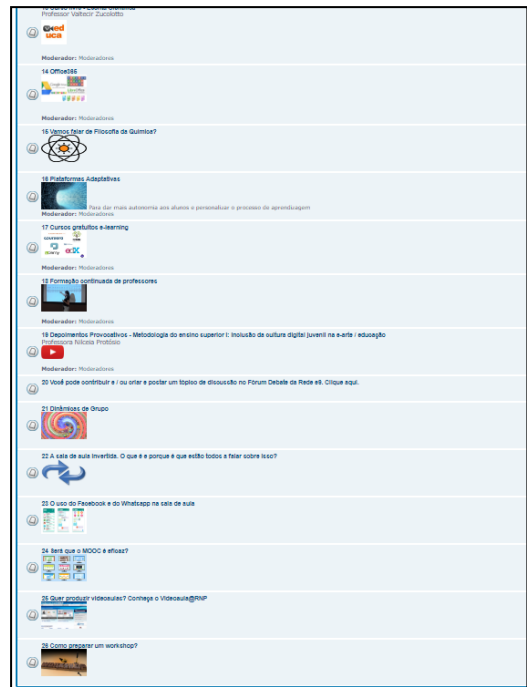 Professor Valtecir Zucolotto
ed
uca
Moderador: Moderadores
14 Office365
Moderador: Moderadores
15 Vamos falar de Filosofia da Química?
16 Plataformas Adaptativas
Para dar mais autonomia aos alunos e personalizar o processo de aprendizagem
Moderador: Moderadores
17 Cursos gratuitos e-learning
coursera
edX
Moderador: Moderadores
18 Formação continuada de professores
Moderador: Moderadores
19 Depoimentos Provocativos - Metodologia do ensino superior I: Inclusão da cultura digital juvenil na e-arte / educação
Professora Nilceia Protásio
Moderador: Moderadores
20 Você pode contribuir e / ou criar e postar um tópico de discussão no Fórum Debate da Rede e3. Clique aqui.
21 Dinâmicas de Grupo
22 A sala de aula invertida. O que é e porque é que estão todos a falar sobre isso?
23 O uso do Facebook e do Whatsapp na sala de aula
24 Será que o MOOC é eficaz?
25 Quer produzir videoaulas? Conheça o Videoaula@RNP
26 Como preparar um workshop?